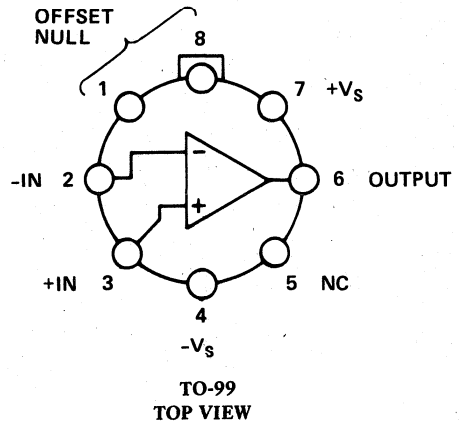 OFFSET
NULL
8
1
7 +VS
-IN 2
−
+
6 OUTPUT
+IN 3
5 NC
4
-VS
TO-99
TOP VIEW